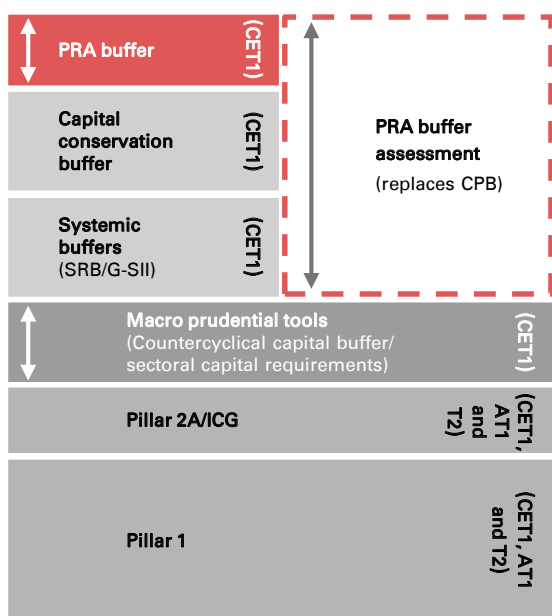 PRA buffer
(CET1)
Capital
conservation
buffer
(CET1)
Systemic
buffers
(SRB/G-SII)
(CET1)
PRA buffer
assessment
(replaces CPB)
Macro prudential tools
(Countercyclical capital buffer/
sectoral capital requirements)
(CET1)
Pillar 2A/ICG
(CET1,
AT1
and
T2)
Pillar 1
(CET1, AT1
and T2)